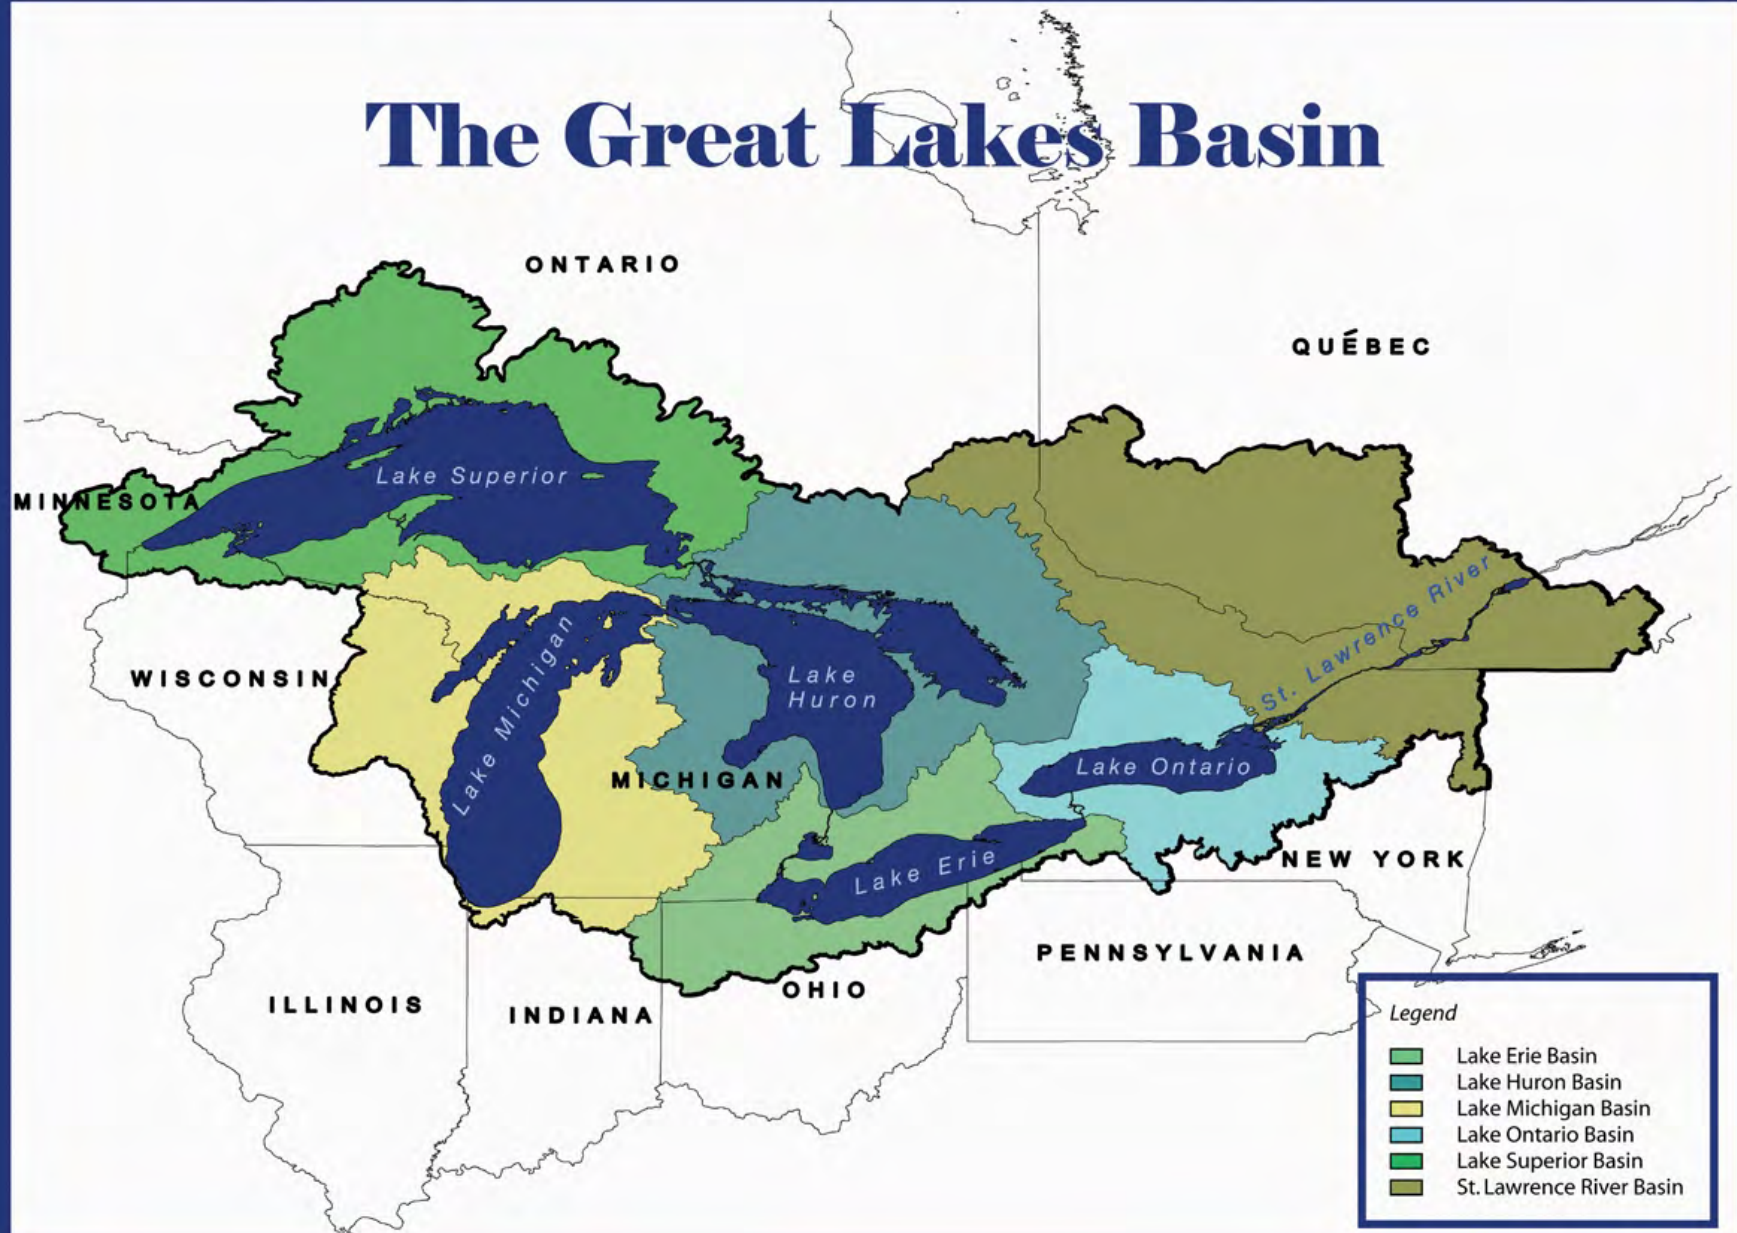 The Great Lakes Basin
ONTARIO
QUÉBEC
Lake Superior
MINNESOTA
St. Lawrence River
WISCONSIN
Lake Michigan
Lake
Huron
MICHIGAN
Lake Ontario
Lake Erie
NEW YORK
PENNSYLVANIA
ILLINOIS
INDIANA
OHIO
Legend
Lake Erie Basin
Lake Huron Basin
Lake Michigan Basin
Lake Ontario Basin
Lake Superior Basin
St. Lawrence River Basin